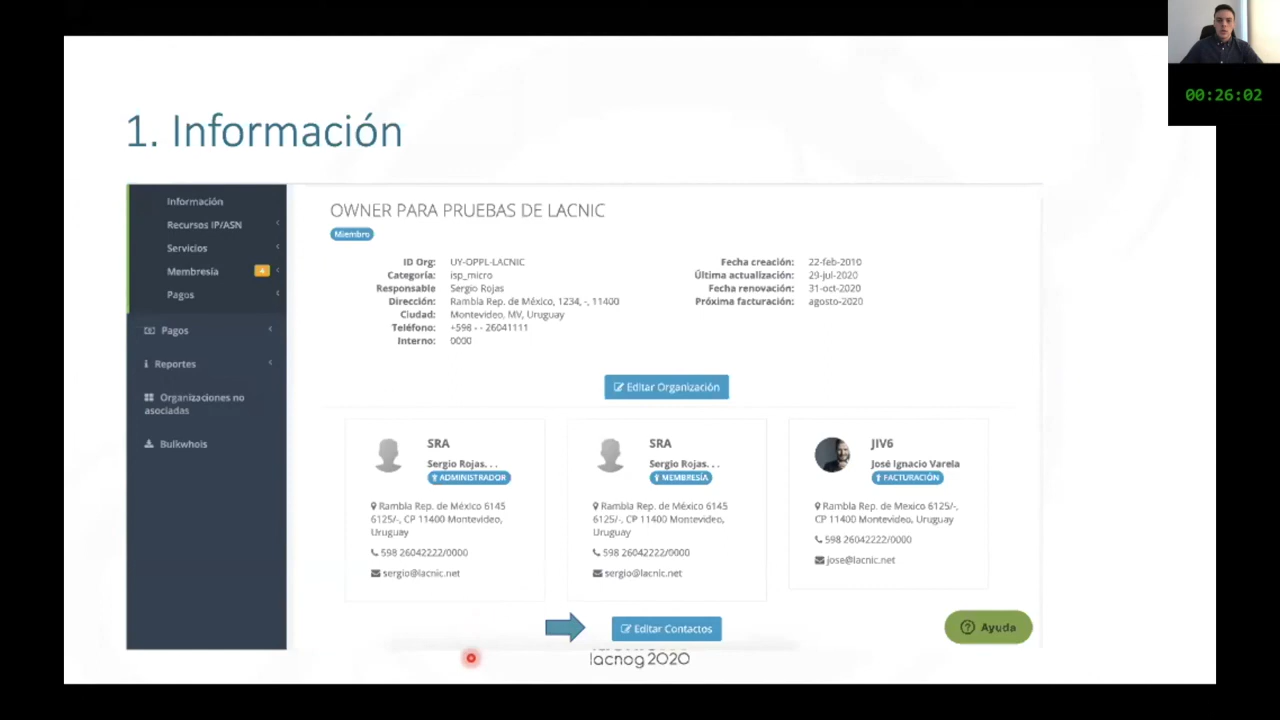 00:26:02
1. Información
Información
Recursos IP/ASN
Servicios
Membresía 4
Pagos
Pagos
Reportes
Organizaciones no
asociadas
Bulkwhois
OWNER PARA PRUEBAS DE LACNIC
Miembro
ID Org: UY-OPPL-LACNIC
Categoría: isp_micro
Responsable Sergio Rojas
Dirección: Rambla Rep. de México, 1234, -, 11400
Ciudad: Montevideo, MV, Uruguay
Teléfono: +598 - - 26041111
Interno: 0000
Fecha creación: 22-feb-2010
Última actualización: 29-jul-2020
Fecha renovación: 31-oct-2020
Próxima facturación: agosto-2020
Editar Organización
SRA
Sergio Rojas. . .
ADMINISTRADOR
Rambla Rep. de México 6145
6125/-, CP 11400 Montevideo,
Uruguay
598 26042222/0000
sergio@lacnic.net
SRA
Sergio Rojas. . .
MEMBRESÍA
Rambla Rep. de México 6145
6125/-, CP 11400 Montevideo,
Uruguay
598 26042222/0000
sergio@lacnic.net
JIV6
José Ignacio Varela
FACTURACIÓN
Rambla Rep. de Mexico 6125/-,
CP 11400 Montevideo, Uruguay
598 26042222/0000
jose@lacnic.net
Editar Contactos
Ayuda
lacnog2020